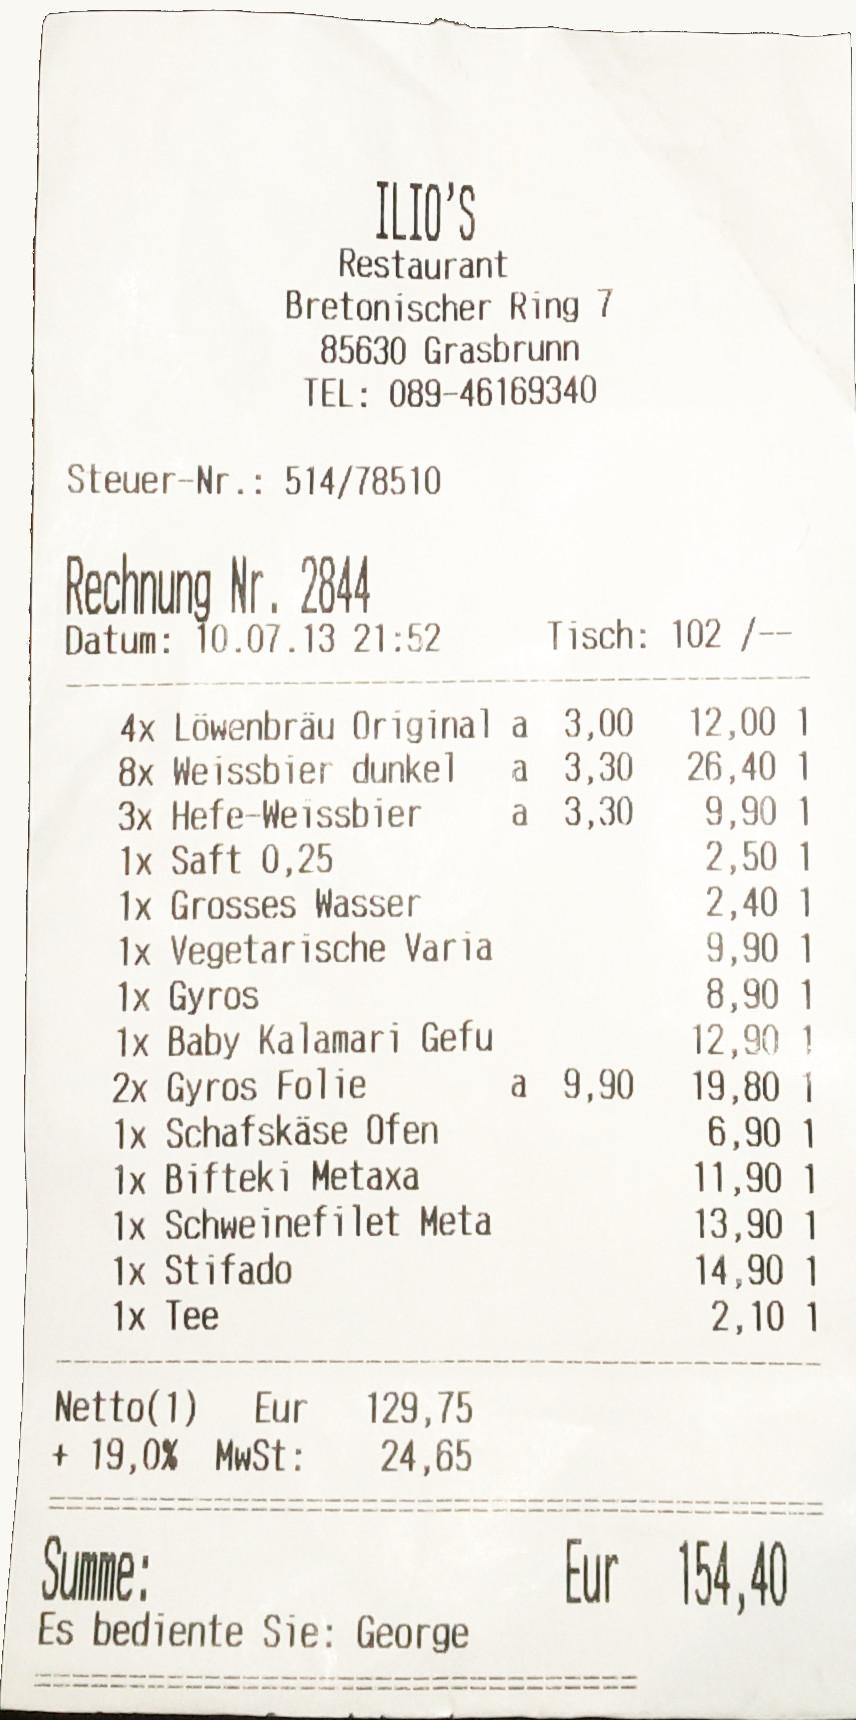 ILIO'S
Restaurant
Bretonischer Ring 7
85630 Grasbrunn
TEL: 089-46169340
Steuer-Nr.: 514/78510
Rechnung Nr. 2844
Datum: 10.07.13 21:52 Tisch: 102 /--
4x Löwenbräu Original a 3,00 12,00 1
8x Weissbier dunkel a 3,30 26,40 1
3x Hefe-Weissbier a 3,30 9,90 1
1x Saft 0,25 2,50 1
1x Grosses Wasser 2,40 1
1x Vegetarische Varia 9,90 1
1x Gyros 8,90 1
1x Baby Kalamari Gefu 12,90 1
2x Gyros Folie a 9,90 19,80 1
1x Schafskäse Ofen 6,90 1
1x Bifteki Metaxa 11,90 1
1x Schweinefilet Meta 13,90 1
1x Stifado 14,90 1
1x Tee 2,10 1
Netto(1) Eur 129,75
+ 19,0% MwSt: 24,65
Summe: Eur 154,40
Es bediente Sie: George